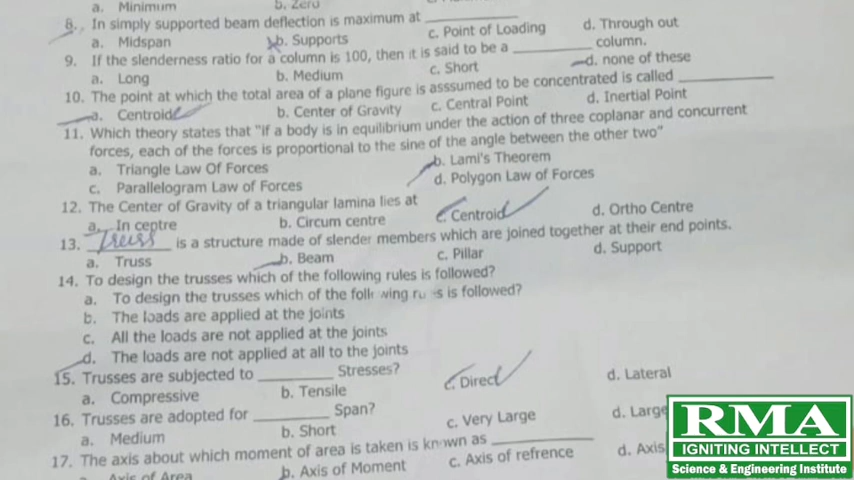 a. Minimum b. Zero
8. In simply supported beam deflection is maximum at ____________
a. Midspan b. Supports c. Point of Loading d. Through out
9. If the slenderness ratio for a column is 100, then it is said to be a __________ column.
a. Long b. Medium c. Short d. none of these
10. The point at which the total area of a plane figure is asssumed to be concentrated is called ____________
a. Centroid b. Center of Gravity c. Central Point d. Inertial Point
11. Which theory states that "if a body is in equilibrium under the action of three coplanar and concurrent
forces, each of the forces is proportional to the sine of the angle between the other two"
a. Triangle Law Of Forces b. Lami's Theorem
c. Parallelogram Law of Forces d. Polygon Law of Forces
12. The Center of Gravity of a triangular lamina lies at
a. In centre b. Circum centre c. Centroid d. Ortho Centre
13. Truss is a structure made of slender members which are joined together at their end points.
a. Truss b. Beam c. Pillar d. Support
14. To design the trusses which of the following rules is followed?
a. To design the trusses which of the following rules is followed?
b. The loads are applied at the joints
c. All the loads are not applied at the joints
d. The loads are not applied at all to the joints
15. Trusses are subjected to _________ Stresses?
a. Compressive b. Tensile c. Direct d. Lateral
16. Trusses are adopted for _________ Span?
a. Medium b. Short c. Very Large d. Large
17. The axis about which moment of area is taken is known as ____________
a. Axis of Area b. Axis of Moment c. Axis of refrence d. Axis
RMA
IGNITING INTELLECT
Science & Engineering Institute